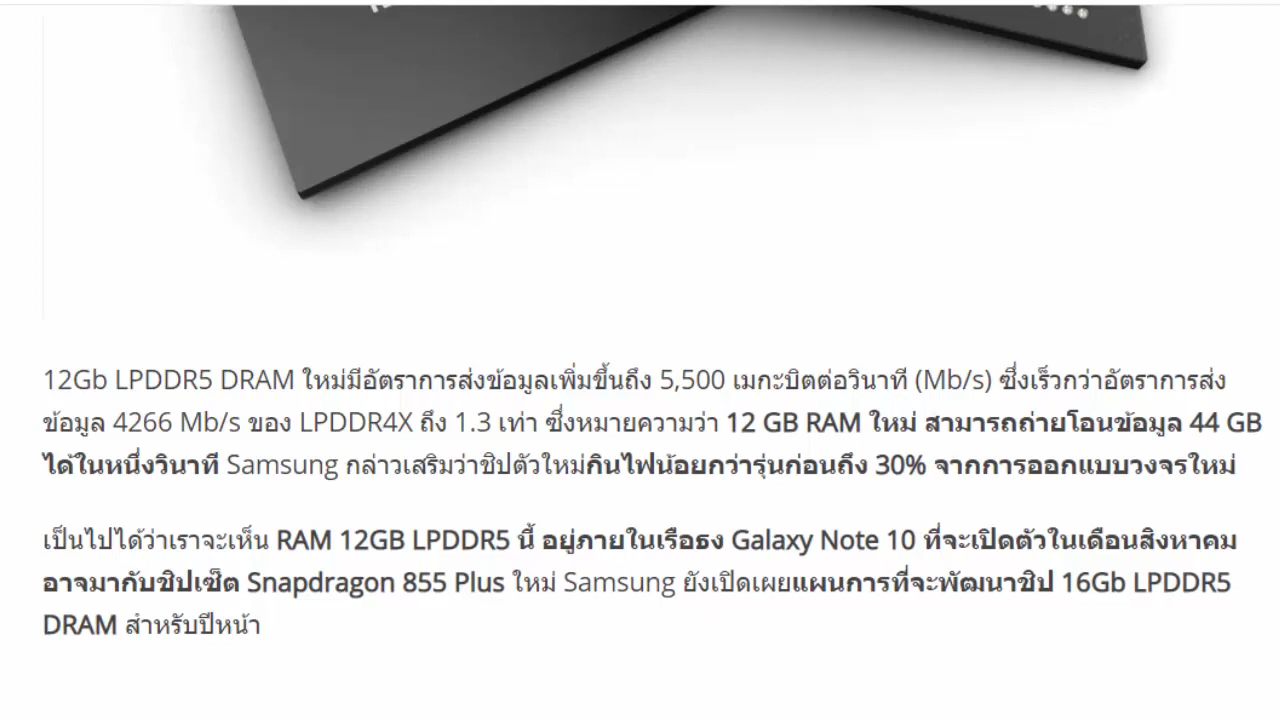 12Gb LPDDR5 DRAM ใหม่มีอัตราการส่งข้อมูลเพิ่มขึ้นถึง 5,500 เมกะบิตต่อวินาที (Mb/s) ซึ่งเร็วกว่าอัตราการส่ง
ข้อมูล 4266 Mb/s ของ LPDDR4X ถึง 1.3 เท่า ซึ่งหมายความว่า 12 GB RAM ใหม่ สามารถถ่ายโอนข้อมูล 44 GB
ได้ในหนึ่งวินาที Samsung กล่าวเสริมว่าชิปตัวใหม่กินไฟน้อยกว่ารุ่นก่อนถึง 30% จากการออกแบบวงจรใหม่
เป็นไปได้ว่าเราจะเห็น RAM 12GB LPDDR5 นี้ อยู่ภายในเรือธง Galaxy Note 10 ที่จะเปิดตัวในเดือนสิงหาคม
อาจมากับชิปเซ็ต Snapdragon 855 Plus ใหม่ Samsung ยังเปิดเผยแผนการที่จะพัฒนาชิป 16Gb LPDDR5
DRAM สำหรับปีหน้า